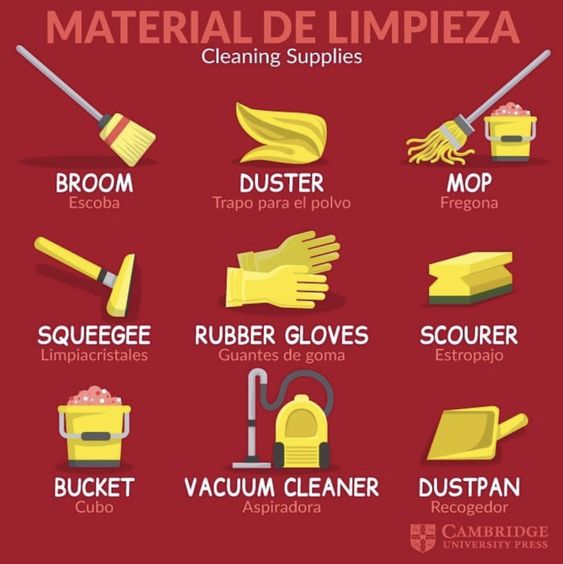 MATERIAL DE LIMPIEZA
Cleaning Supplies
BROOM
Escoba
DUSTER
Trapo para el polvo
MOP
Fregona
SQUEEGEE
Limpiacristales
RUBBER GLOVES
Guantes de goma
SCOURER
Estropajo
BUCKET
Cubo
VACUUM CLEANER
Aspiradora
DUSTPAN
Recogedor
CAMBRIDGE
UNIVERSITY PRESS